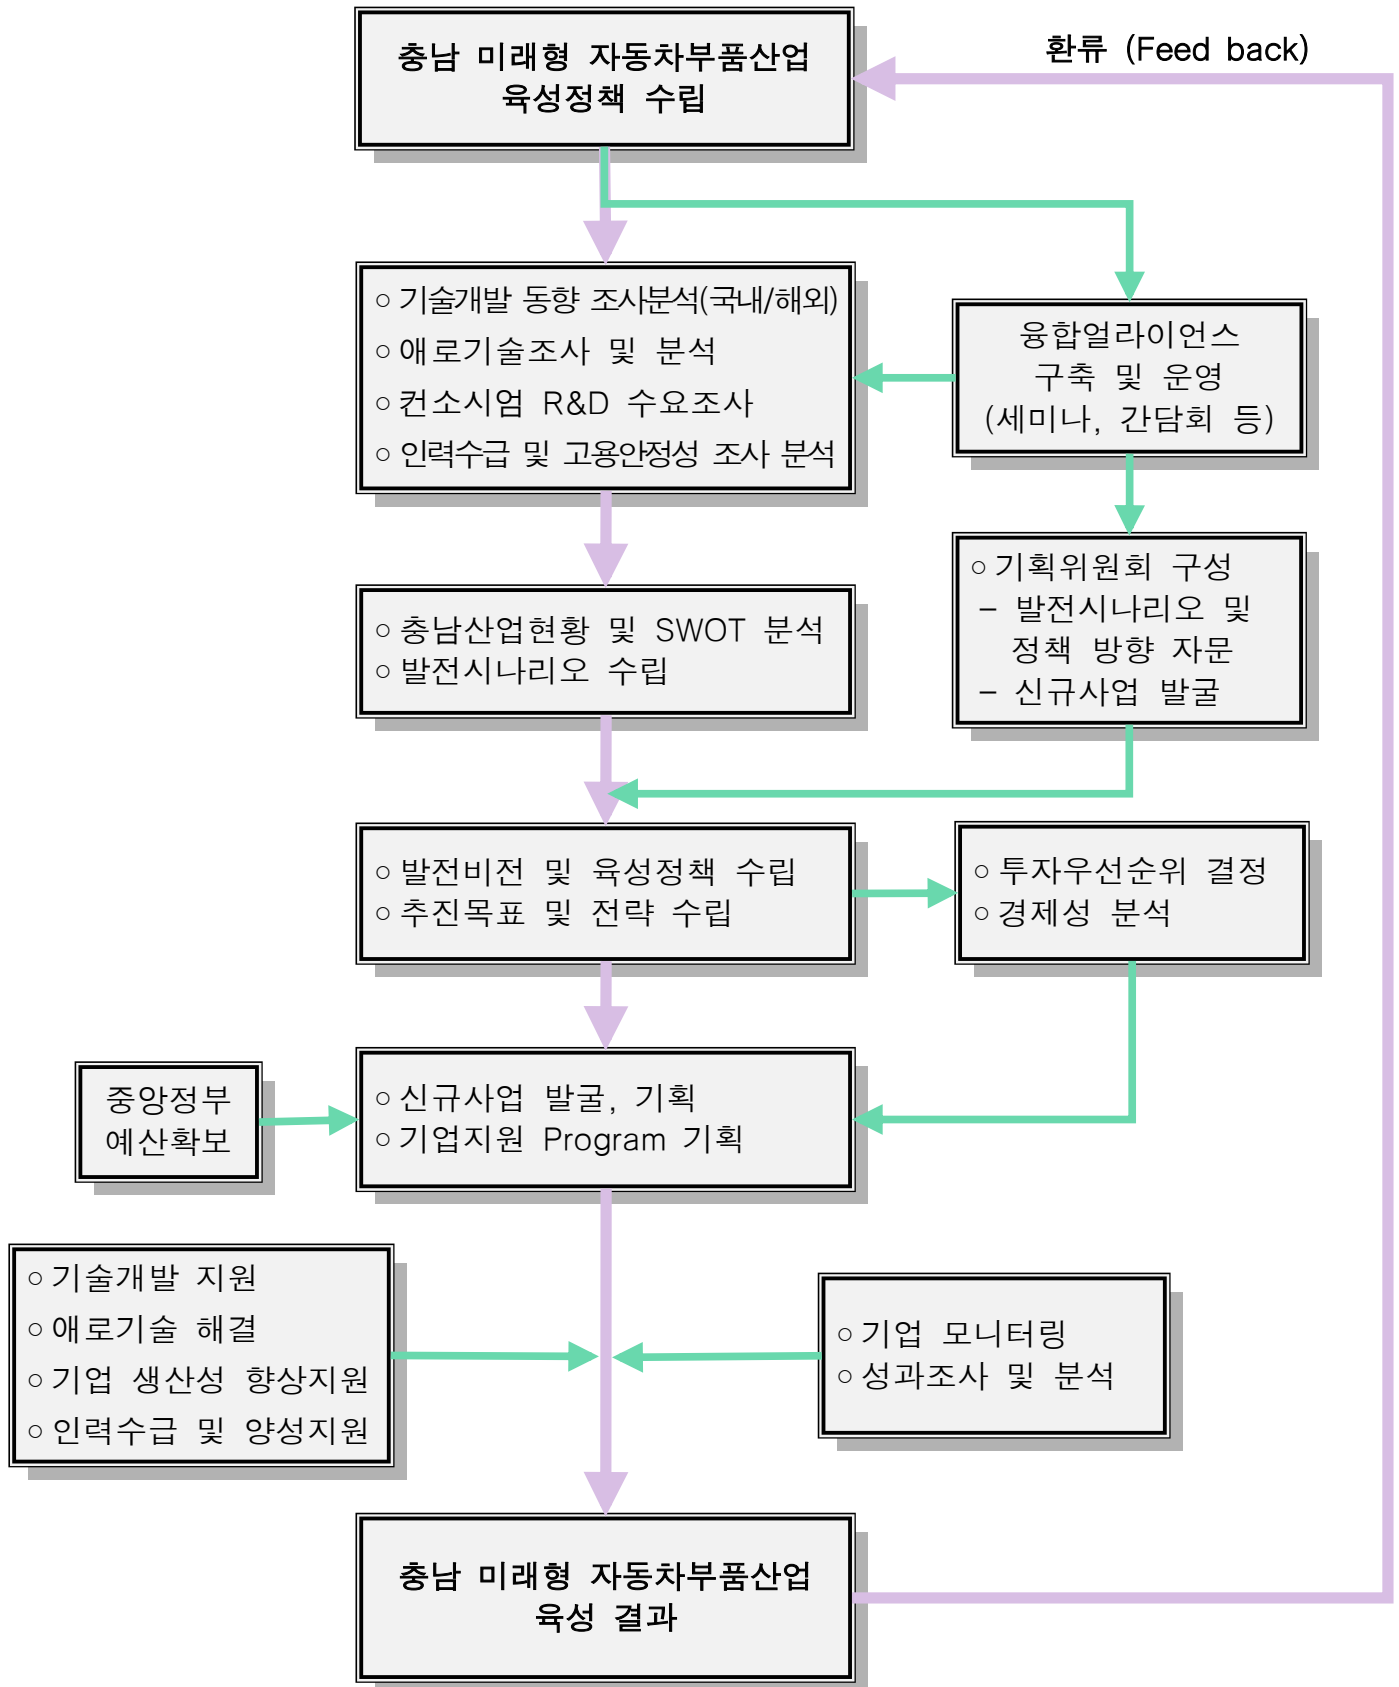 충남 미래형 자동차부품산업
육성정책 수립
환류 (Feed back)
○ 기술개발 동향 조사분석(국내/해외)
○ 애로기술조사 및 분석
○ 컨소시엄 R&D 수요조사
○ 인력수급 및 고용안정성 조사 분석
융합얼라이언스
구축 및 운영
(세미나, 간담회 등)
○ 기획위원회 구성
- 발전시나리오 및
정책 방향 자문
- 신규사업 발굴
○ 충남산업현황 및 SWOT 분석
○ 발전시나리오 수립
○ 발전비전 및 육성정책 수립
○ 추진목표 및 전략 수립
○ 투자우선순위 결정
○ 경제성 분석
중앙정부
예산확보
○ 신규사업 발굴, 기획
○ 기업지원 Program 기획
○ 기술개발 지원
○ 애로기술 해결
○ 기업 생산성 향상지원
○ 인력수급 및 양성지원
○ 기업 모니터링
○ 성과조사 및 분석
충남 미래형 자동차부품산업
육성 결과